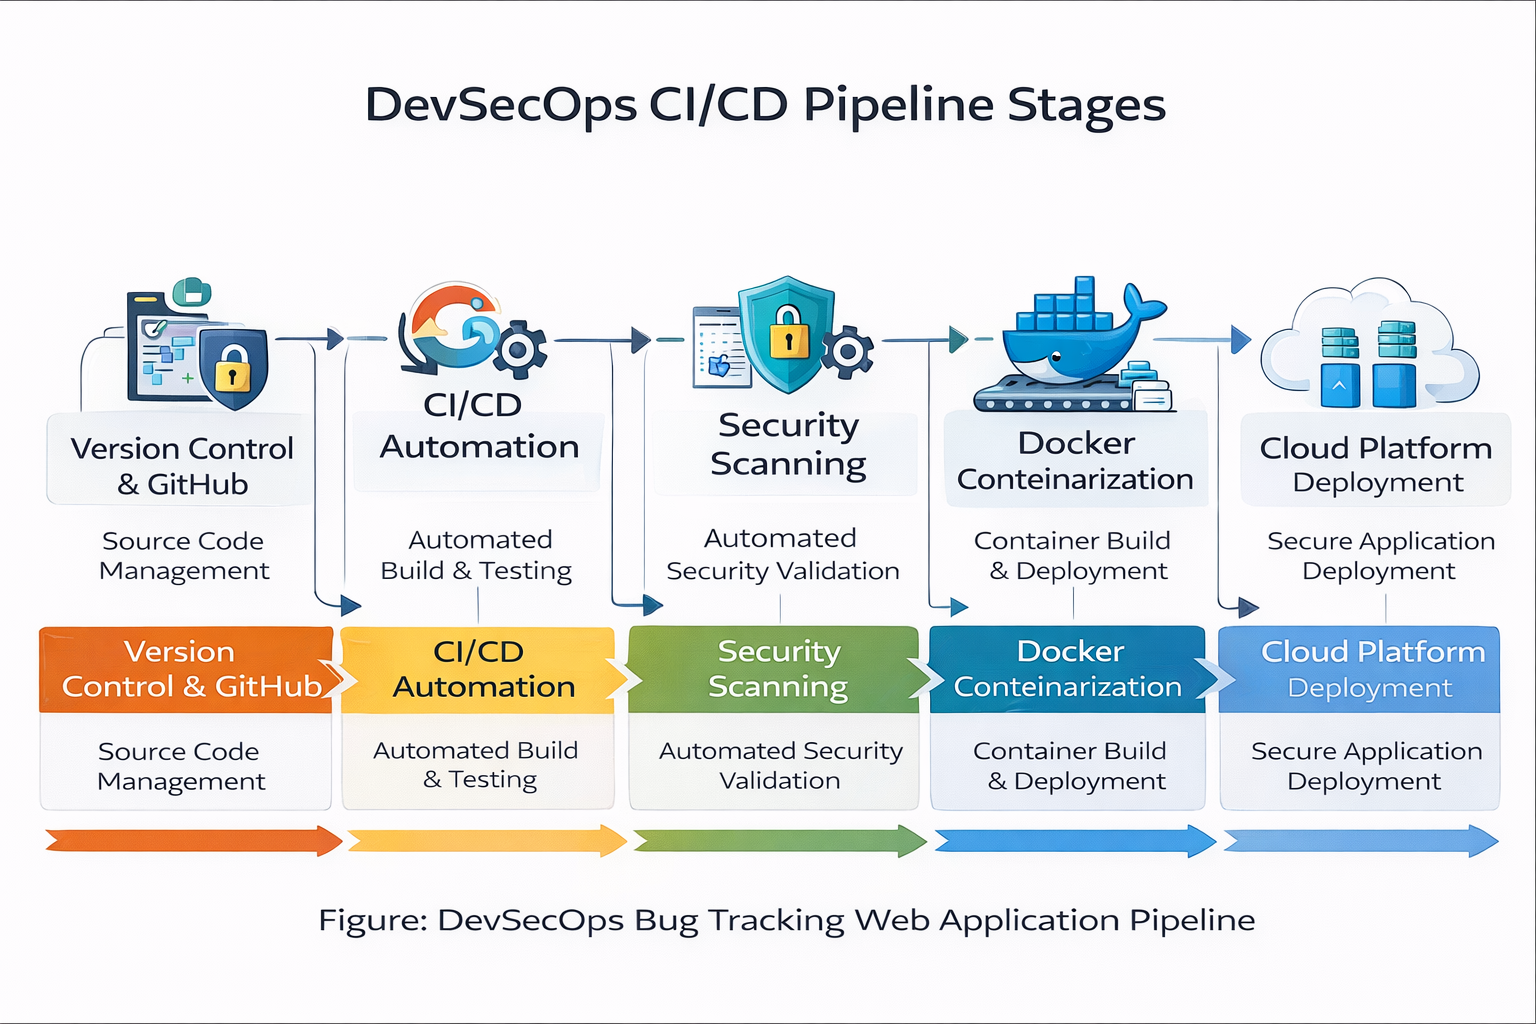 DevSecOps CI/CD Pipeline Stages
Version Control
& GitHub
CI/CD
Automation
Security
Scanning
Docker
Conteinarization
Cloud Platform
Deployment
Source Code
Management
Automated
Build & Testing
Automated
Security Validation
Container Build
& Deployment
Secure Application
Deployment
Version
Control & GitHub
CI/CD
Automation
Security
Scanning
Docker
Conteinarization
Cloud Platform
Deployment
Source Code
Management
Automated Build
& Testing
Automated Security
Validation
Container Build
& Deployment
Secure Application
Deployment
Figure: DevSecOps Bug Tracking Web Application Pipeline